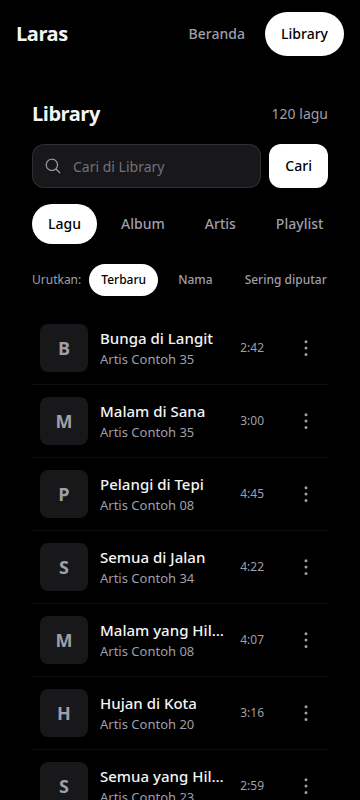 Laras Beranda Library
Library 120 lagu
Cari di Library Cari
Lagu Album Artis Playlist
Urutkan: Terbaru Nama Sering diputar
B Bunga di Langit 2:42
Artis Contoh 35
M Malam di Sana 3:00
Artis Contoh 35
P Pelangi di Tepi 4:45
Artis Contoh 08
S Semua di Jalan 4:22
Artis Contoh 34
M Malam yang Hil... 4:07
Artis Contoh 08
H Hujan di Kota 3:16
Artis Contoh 20
S Semua yang Hil... 2:59
Artis Contoh 23